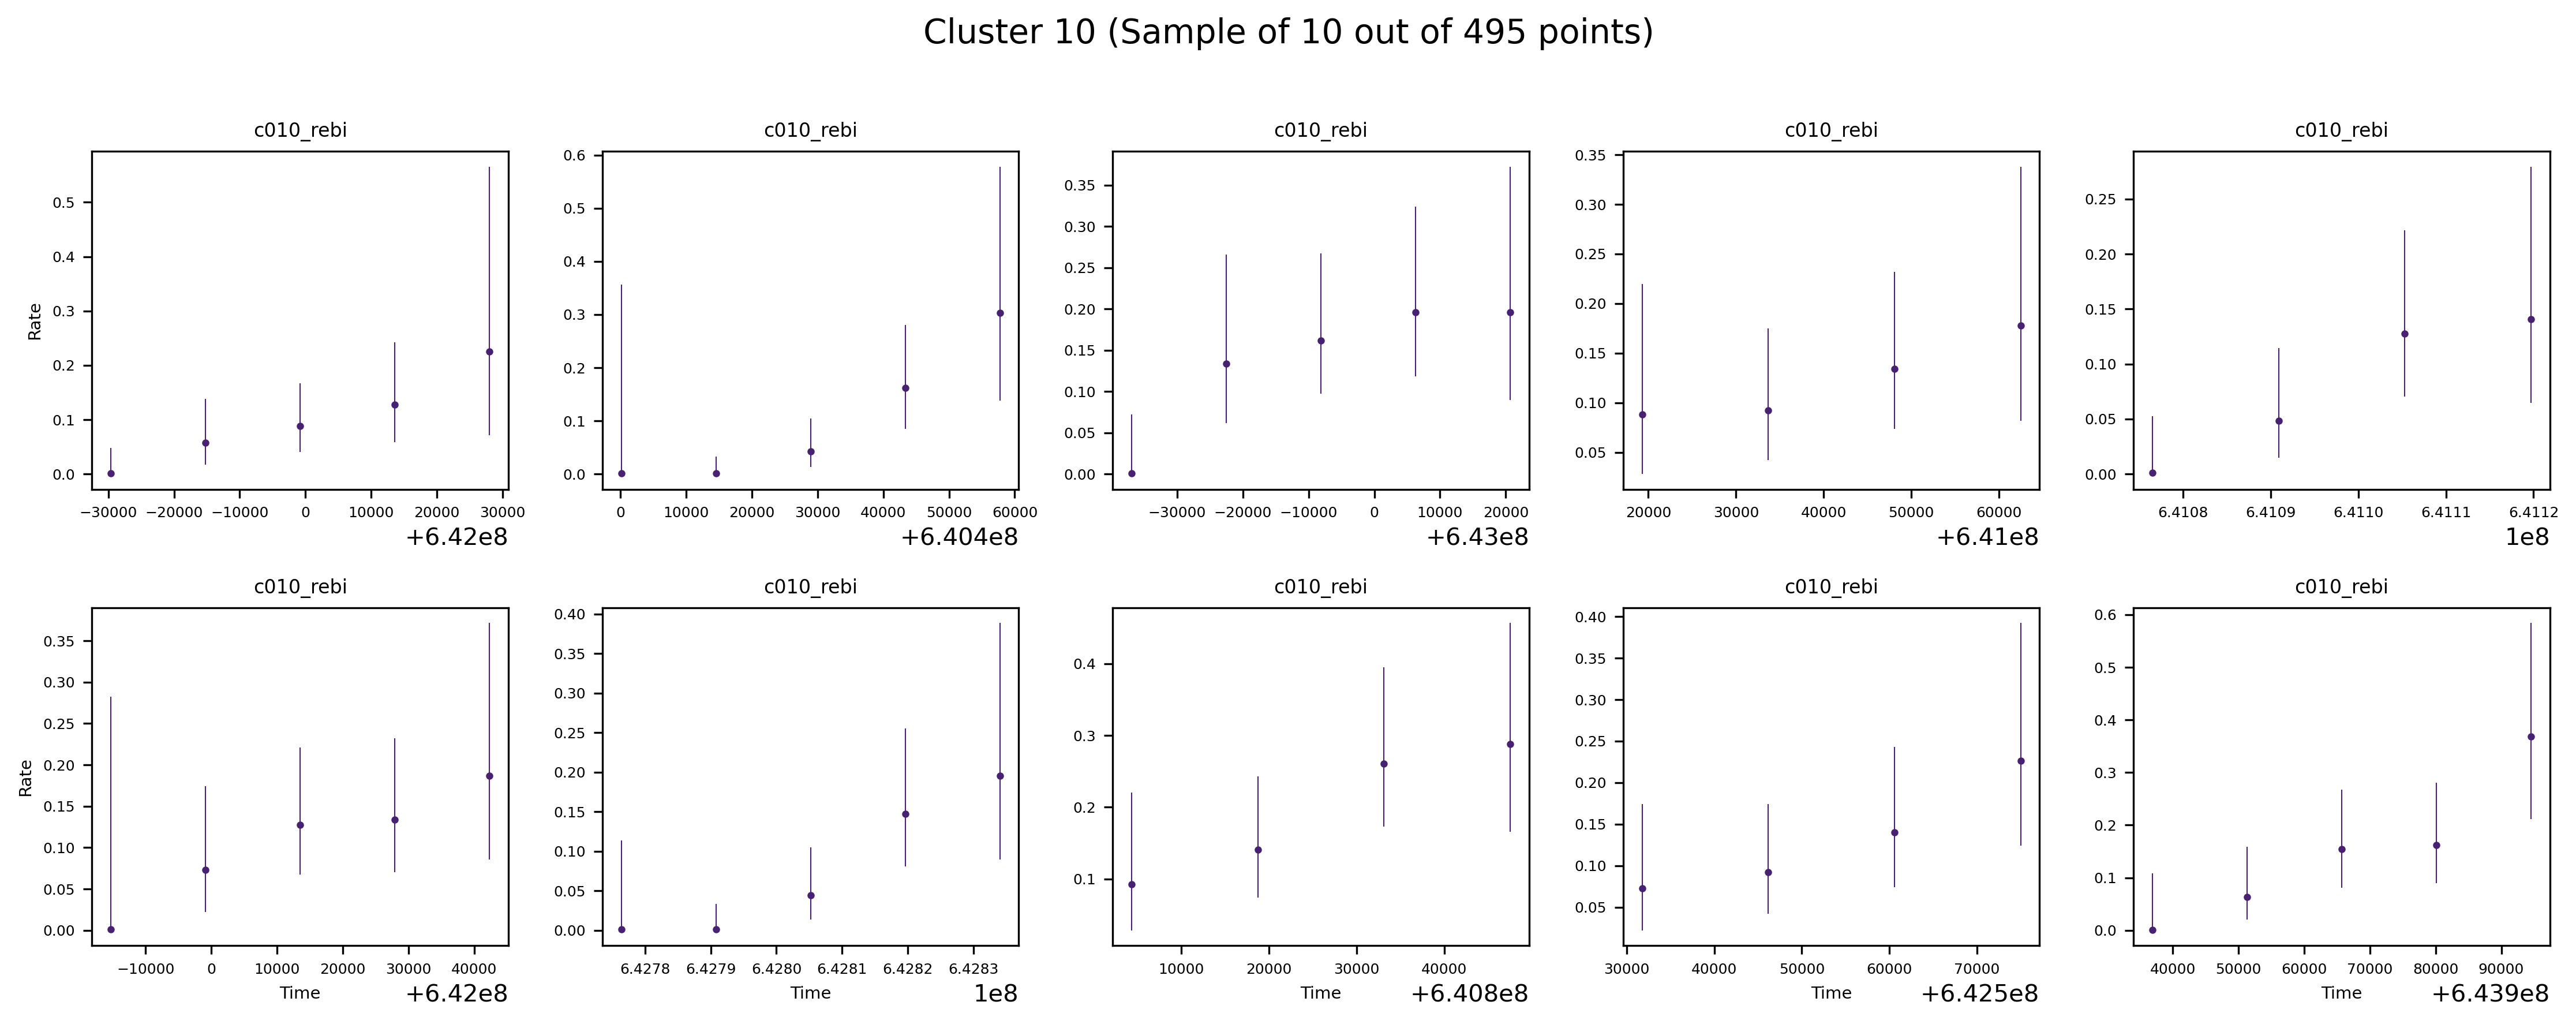 Cluster 10 (Sample of 10 out of 495 points)
c010_rebi c010_rebi c010_rebi c010_rebi c010_rebi
Rate
0.5
0.4
0.3
0.2
0.1
0.0
−30000 −20000 −10000 0 10000 20000 30000
+6.42e8
0.6
0.5
0.4
0.3
0.2
0.1
0.0
0 10000 20000 30000 40000 50000 60000
+6.404e8
0.35
0.30
0.25
0.20
0.15
0.10
0.05
0.00
−30000 −20000 −10000 0 10000 20000
+6.43e8
0.35
0.30
0.25
0.20
0.15
0.10
0.05
20000 30000 40000 50000 60000
+6.41e8
0.25
0.20
0.15
0.10
0.05
0.00
6.4108 6.4109 6.4110 6.4111 6.4112
1e8
c010_rebi c010_rebi c010_rebi c010_rebi c010_rebi
Rate
0.35
0.30
0.25
0.20
0.15
0.10
0.05
0.00
−10000 0 10000 20000 30000 40000
Time +6.42e8
0.40
0.35
0.30
0.25
0.20
0.15
0.10
0.05
0.00
6.4278 6.4279 6.4280 6.4281 6.4282 6.4283
Time 1e8
0.4
0.3
0.2
0.1
10000 20000 30000 40000
Time +6.408e8
0.40
0.35
0.30
0.25
0.20
0.15
0.10
0.05
30000 40000 50000 60000 70000
Time +6.425e8
0.6
0.5
0.4
0.3
0.2
0.1
0.0
40000 50000 60000 70000 80000 90000
Time +6.439e8